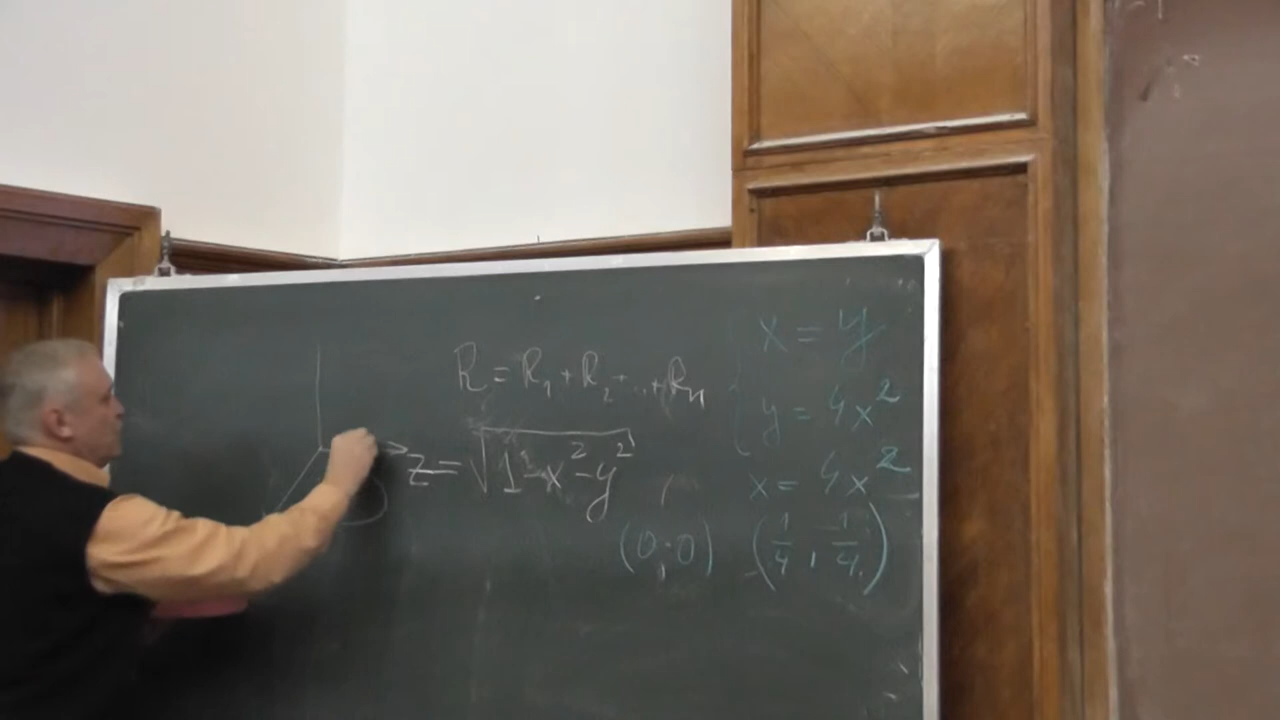 R = R₁ + R₂ + ... + Rₙ
z = √(1 - x² - y²)
x = y
y = 4x²
x = 4x²
(0; 0) (1/4, 1/4)